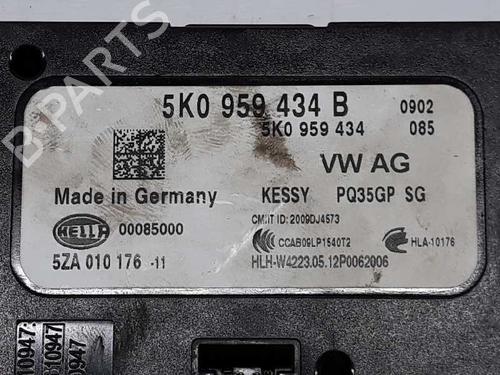 5K0 959 434 B 0902
5K0 959 434 085
VW AG
Made in Germany KESSY PQ35GP SG
CMIIT ID: 2009DJ4573
HELLA 00085000 CCAB09LP1540T2 HLA-10176
5ZA 010 176 -11 HLH-W4223.05.12P0062006
B-PARTS
10947